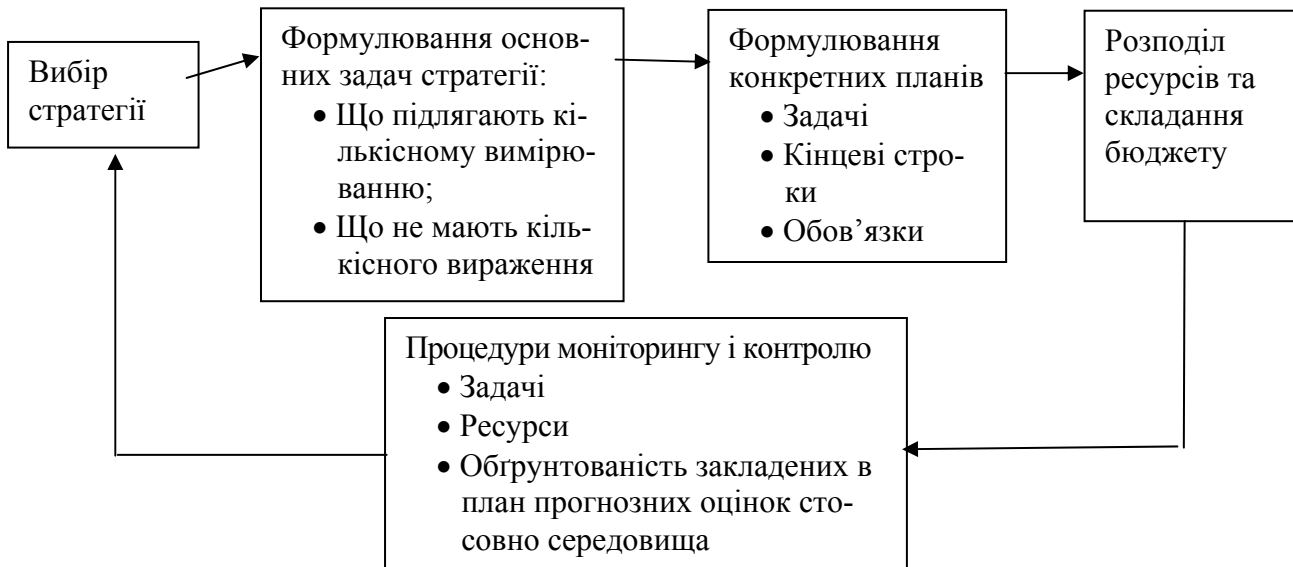 Вибір
стратегії
Формулювання основ-
них задач стратегії:
• Що підлягають кі-
лькісному вимірю-
ванню;
• Що не мають кіль-
кісного вираження
Формулювання
конкретних планів
• Задачі
• Кінцеві стро-
ки
• Обов’язки
Розподіл
ресурсів та
складання
бюджету
Процедури моніторингу і контролю
• Задачі
• Ресурси
• Обґрунтованість закладених в
план прогнозних оцінок сто-
совно середовища